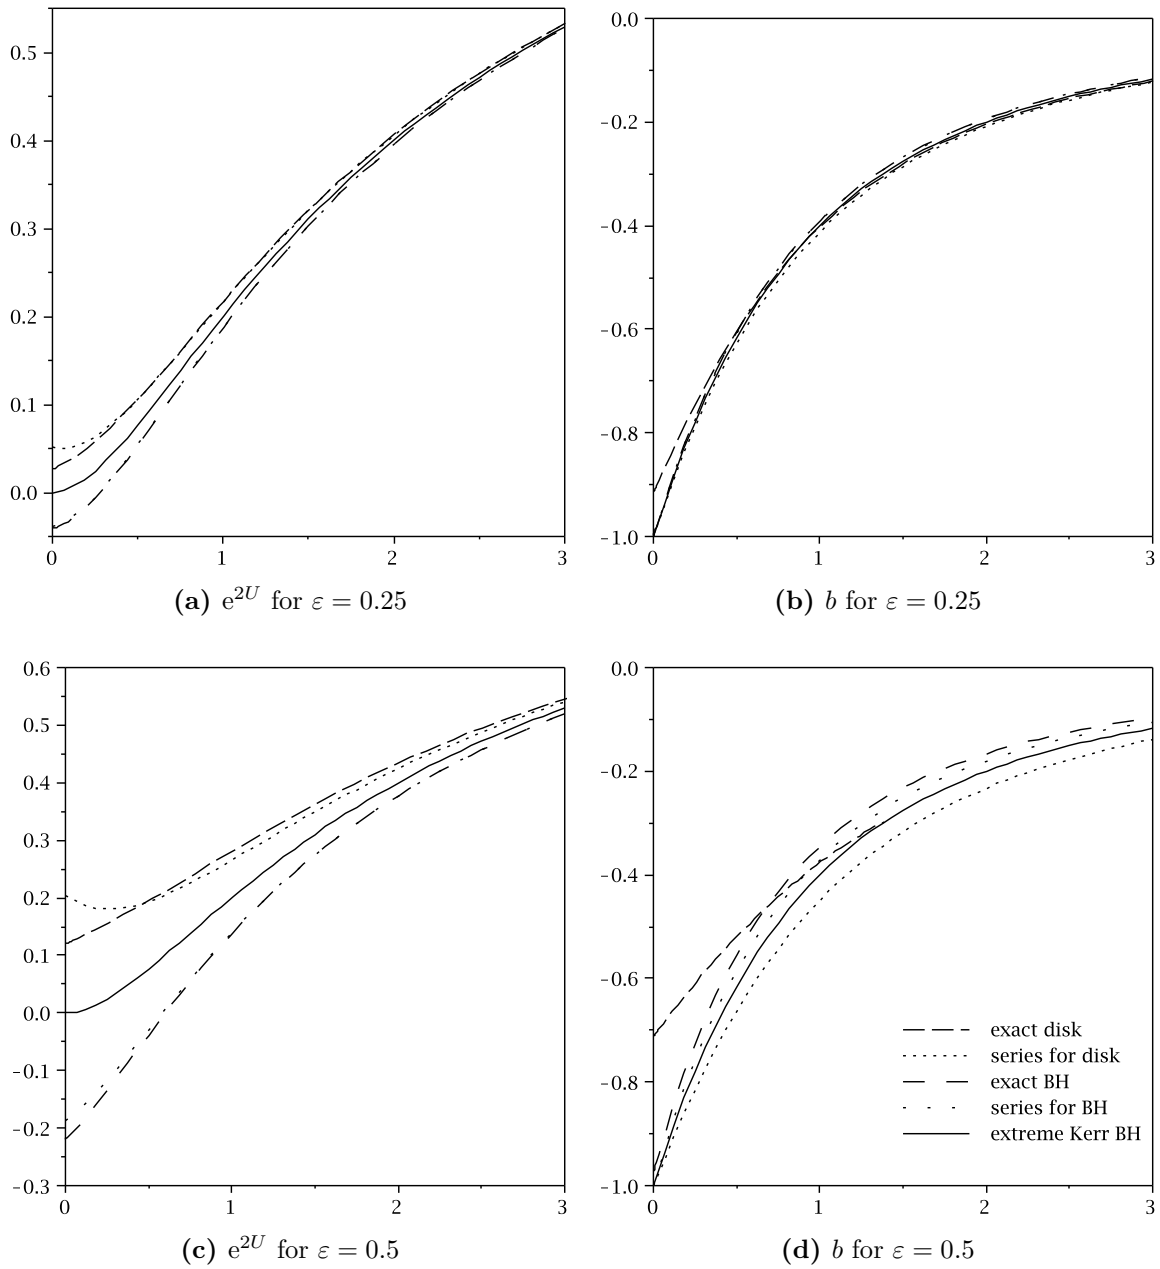 0.5
0.4
0.3
0.2
0.1
0.0
0 1 2 3
(a) e^{2U} for ε = 0.25
0.0
-0.2
-0.4
-0.6
-0.8
-1.0
0 1 2 3
(b) b for ε = 0.25
0.6
0.5
0.4
0.3
0.2
0.1
0.0
-0.1
-0.2
-0.3
0 1 2 3
(c) e^{2U} for ε = 0.5
0.0
-0.2
-0.4
-0.6
-0.8
-1.0
exact disk
series for disk
exact BH
series for BH
extreme Kerr BH
0 1 2 3
(d) b for ε = 0.5